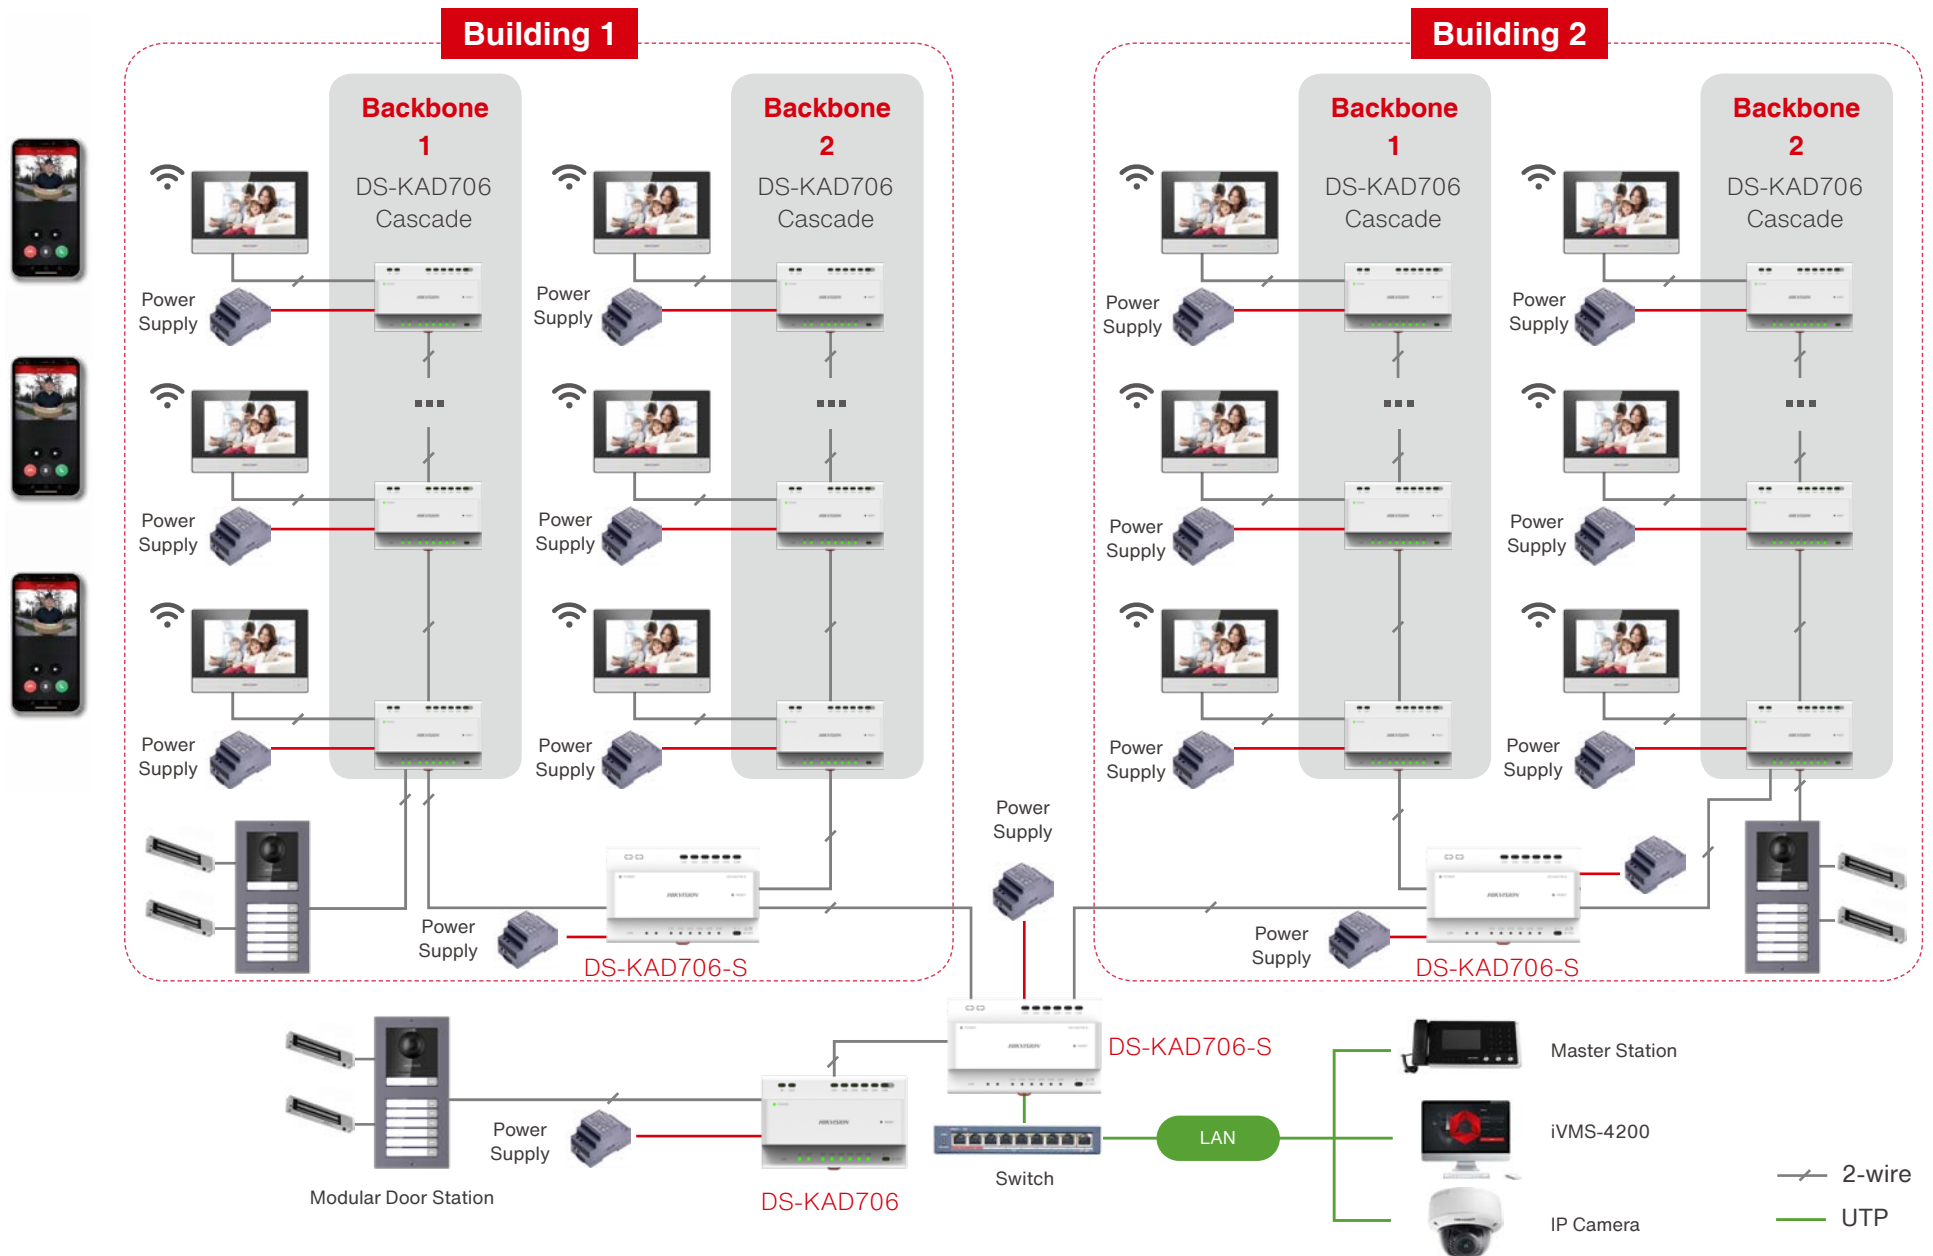 Building 1
Building 2
Backbone
1
DS-KAD706
Cascade
Backbone
2
DS-KAD706
Cascade
Backbone
1
DS-KAD706
Cascade
Backbone
2
DS-KAD706
Cascade
Power
Supply
Power
Supply
Power
Supply
Power
Supply
Power
Supply
Power
Supply
Power
Supply
Power
Supply
Power
Supply
Power
Supply
Power
Supply
Power
Supply
Power
Supply
HIKVISION
DS-KAD706-S
Power
Supply
Power
Supply
HIKVISION
DS-KAD706-S
HIKVISION
DS-KAD706-S
Power
Supply
HIKVISION
DS-KAD706
Modular Door Station
Switch
LAN
Master Station
iVMS-4200
IP Camera
2-wire
UTP